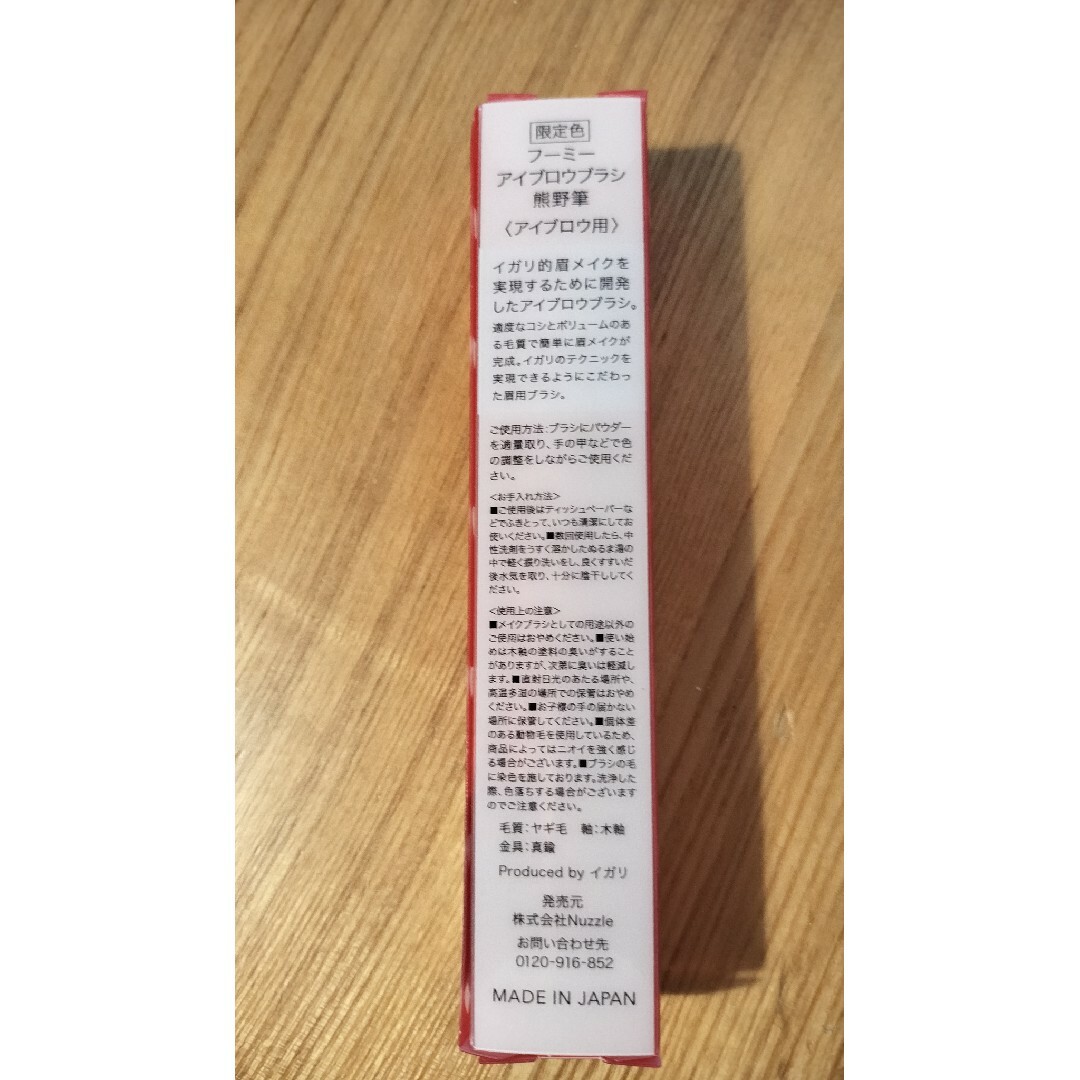 限定色
フーミー
アイブロウブラシ
熊野筆
〈アイブロウ用〉
イガリ的眉メイクを
実現するために開発
したアイブロウブラシ。
適度なコシとボリュームのあ
る毛質で簡単に眉メイクが
完成。イガリのテクニックを
実現できるようにこだわっ
た眉用ブラシ。
ご使用方法:ブラシにパウダー
を適量取り、手の甲などで色
の調整をしながらご使用くだ
さい。
<お手入れ方法>
■ご使用後はティッシュペーパーな
どでふきとって、いつも清潔にしてお
使いください。■数回使用したら、中
性洗剤をうすく溶かしたぬるま湯の
中で軽く振り洗いをし、良くすすいだ
後水気を取り、十分に陰干ししてく
ださい。
<使用上の注意>
■メイクブラシとしての用途以外の
ご使用はおやめください。■使い始
めは木軸の塗料の臭いがすること
がありますが、次第に臭いは軽減し
ます。■直射日光のあたる場所や、
高温多湿の場所での保管はおやめ
ください。■お子様の手の届かない
場所に保管してください。■個体差
のある動物毛を使用しているため、
商品によってはニオイを強く感じ
る場合がございます。■ブラシの毛
に染色を施しております。洗浄した
際、色落ちする場合がございます
のでご注意ください。
毛質:ヤギ毛 軸:木軸
金具:真鍮
Produced by イガリ
発売元
株式会社Nuzzle
お問い合わせ先
0120-916-852
MADE IN JAPAN